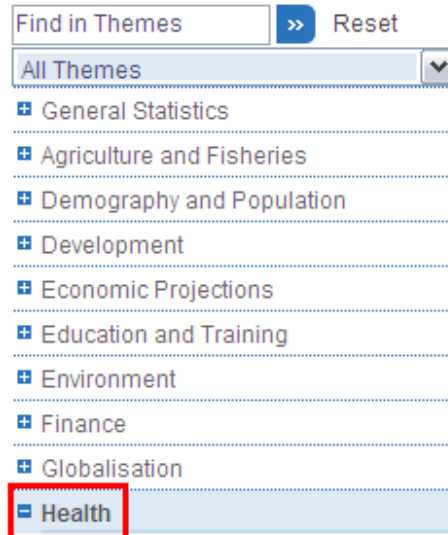 Find in Themes » Reset
All Themes
General Statistics
Agriculture and Fisheries
Demography and Population
Development
Economic Projections
Education and Training
Environment
Finance
Globalisation
Health